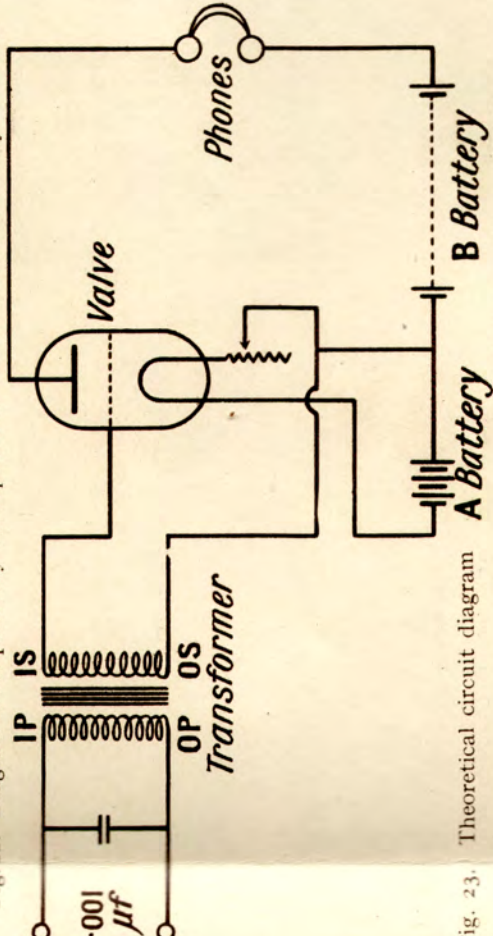 IP IS
.001
μf
OP OS
Transformer
Valve
Phones
A Battery
B Battery
ig. 23. Theoretical circuit diagram